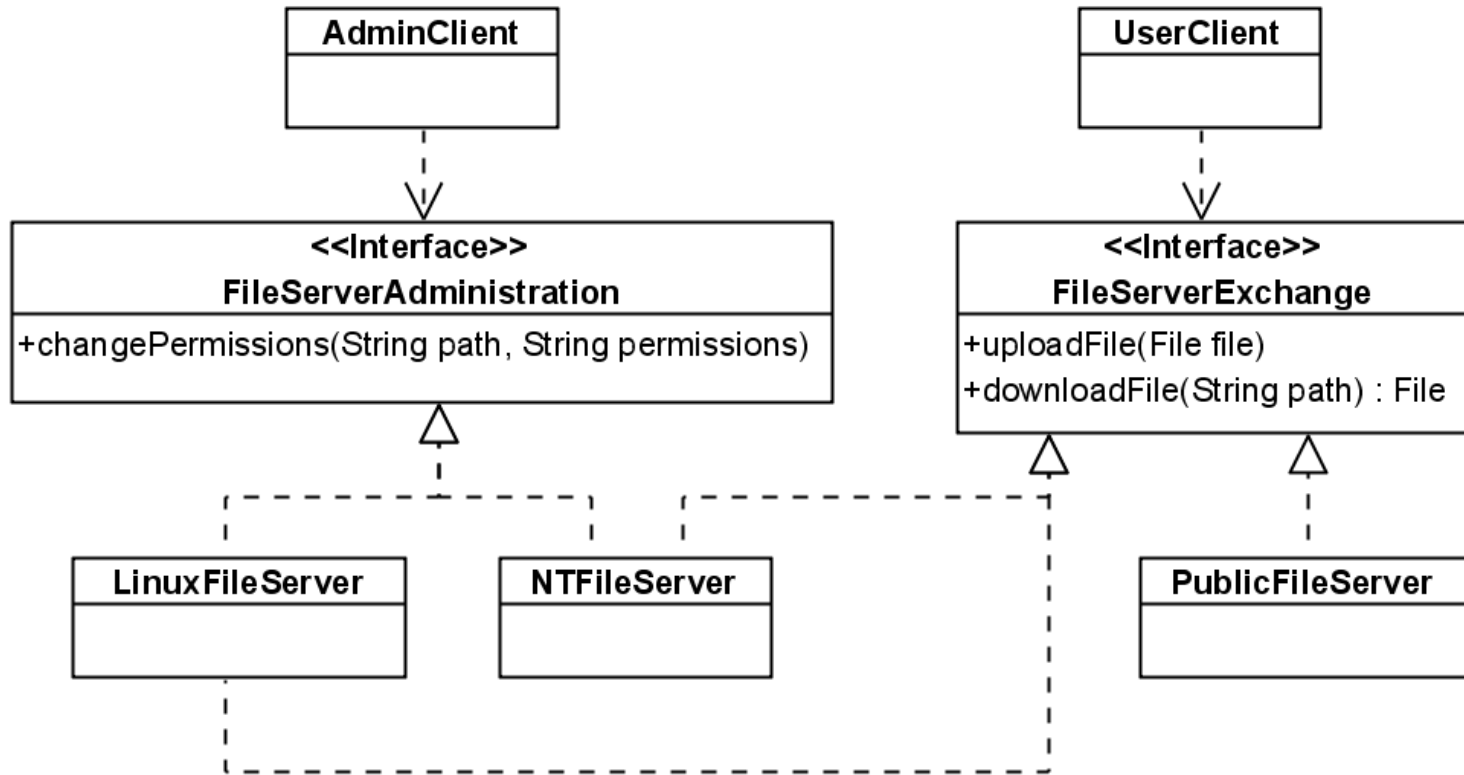 AdminClient
UserClient
<<Interface>>
FileServerAdministration
+changePermissions(String path, String permissions)
<<Interface>>
FileServerExchange
+uploadFile(File file)
+downloadFile(String path) : File
LinuxFileServer
NTFileServer
PublicFileServer